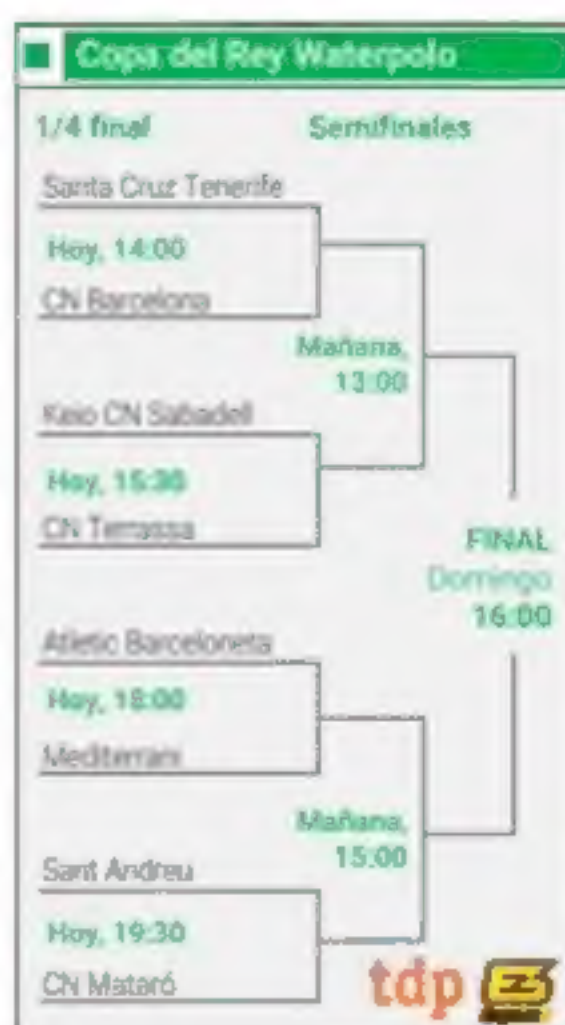 Copa del Rey Waterpolo
1/4 final
Semifinales
Santa Cruz Tenerife
Hoy, 14:00
CN Barcelona
Mañana,
13:00
Keio CN Sabadell
Hoy, 15:30
CN Terrassa
FINAL
Domingo
16:00
Atletic Barceloneta
Hoy, 18:00
Mediterrani
Mañana,
15:00
Sant Andreu
Hoy, 19:30
CN Mataró
tdp